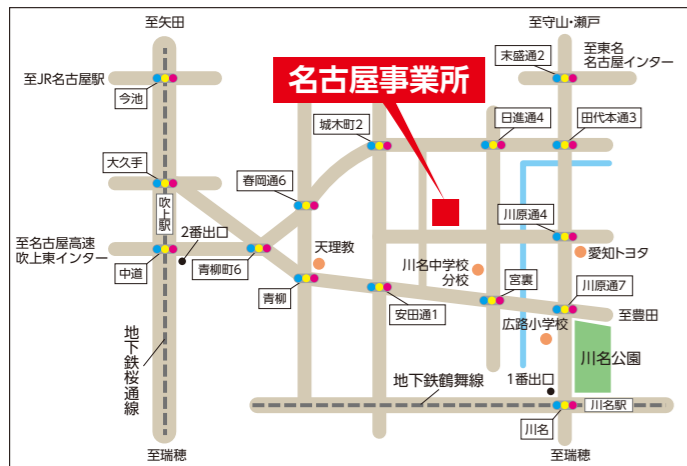 至矢田
至守山・瀬戸
末盛通2
至東名
名古屋インター
至JR名古屋駅
今池
名古屋事業所
城木町2
日進通4
田代本通3
大久手
春岡通6
吹上駅
2番出口
川原通4
至名古屋高速
吹上東インター
中道
青柳町6
天理教
川名中学校
分校
愛知トヨタ
青柳
安田通1
宮裏
川原通7
至豊田
広路小学校
川名公園
地下鉄桜通線
地下鉄鶴舞線
1番出口
川名駅
川名
至瑞穂
至瑞穂